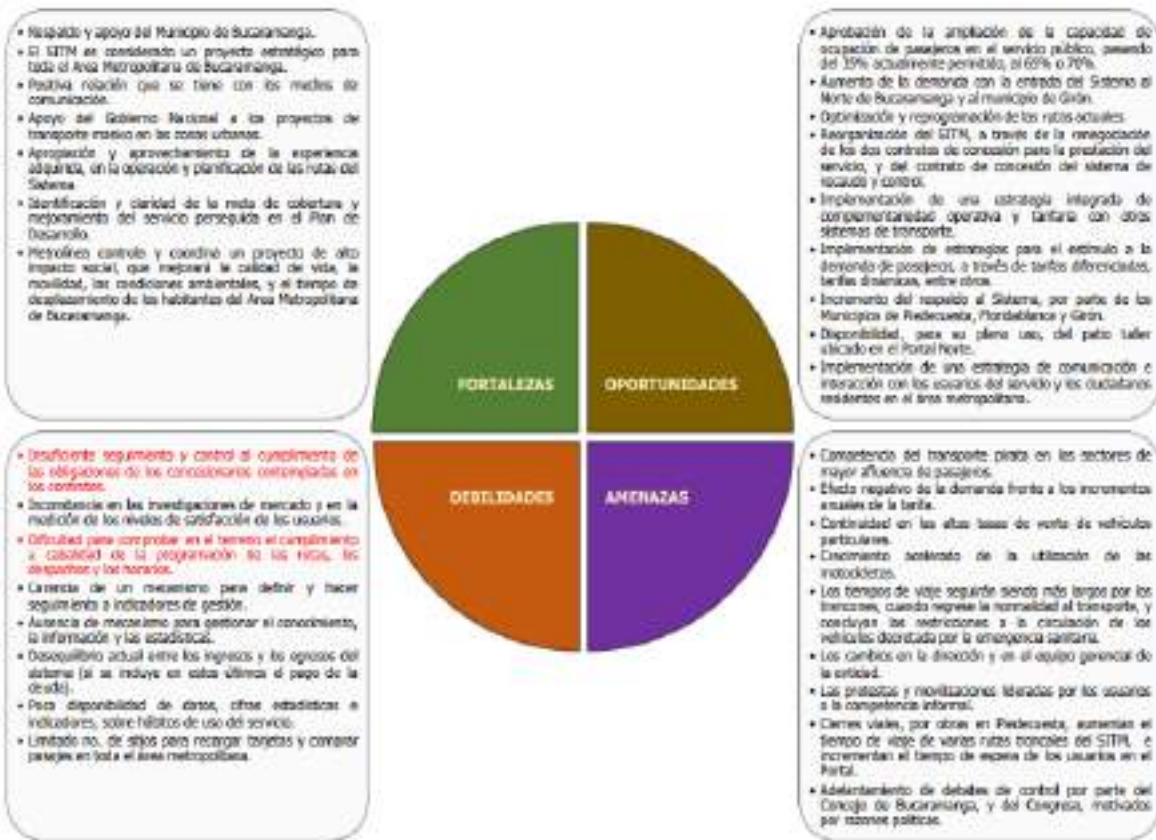 • Respaldo y apoyo del Municipio de Bucaramanga.
• El SITM es considerado un proyecto estratégico para
toda el Area Metropolitana de Bucaramanga.
• Positiva relación que se tiene con los medios de
comunicación.
• Apoyo del Gobierno Nacional a los proyectos de
transporte masivo en las zonas urbanas.
• Apropiación y aprovechamiento de la experiencia
adquirida, en la operación y planificación de las rutas del
Sistema
• Identificación y claridad de la meta de cobertura y
mejoramiento del servicio perseguida en el Plan de
Desarrollo.
• Metrolínea controla y coordina un proyecto de alto
impacto social, que mejorará la calidad de vida, la
movilidad, las condiciones ambientales, y el tiempo de
desplazamiento de los habitantes del Area Metropolitana
de Bucaramanga.
• Aprobación de la ampliación de la capacidad de
ocupación de pasajeros en el servicio público, pasando
del 35% actualmente permitido, al 65% o 70%.
• Aumento de la demanda con la entrada del Sistema al
Norte de Bucaramanga y al municipio de Girón.
• Optimización y reprogramación de las rutas actuales
• Reorganización del SITM, a través de la renegociación
de los dos contratos de concesión para la prestación del
servicio, y del contrato de concesión del sistema de
recaudo y control.
• Implementación de una estrategia integrada de
complementariedad operativa y tarifaria con otros
sistemas de transporte.
• Implementación de estrategias para el estímulo a la
demanda de pasajeros, a través de tarifas diferenciadas,
tarifas dinámicas, entre otros.
• Incremento del respaldo al Sistema, por parte de los
Municipios de Piedecuesta, Floridablanca y Girón.
• Disponibilidad, para su pleno uso, del patio taller
ubicado en el Portal Norte.
• Implementación de una estrategia de comunicación e
interacción con los usuarios del servicio y los ciudadanos
residentes en el área metropolitana.
FORTALEZAS
OPORTUNIDADES
DEBILIDADES
AMENAZAS
• Insuficiente seguimiento y control al cumplimiento de
las obligaciones de los concesionarios contempladas en
los contratos.
• Inconstancia en las investigaciones de mercado y en la
medición de los niveles de satisfacción de los usuarios.
• Dificultad para comprobar en el terreno el cumplimiento
a cabalidad de la programación de las rutas, los
despachos y los horarios.
• Carencia de un mecanismo para definir y hacer
seguimiento a indicadores de gestión.
• Ausencia de mecanismo para gestionar el conocimiento,
la información y las estadísticas.
• Desequilibrio actual entre los ingresos y los egresos del
sistema (si se incluye en estos últimos el pago de la
deuda).
• Poca disponibilidad de datos, cifras estadísticas e
indicadores, sobre hábitos de uso del servicio.
• Limitado no. de sitios para recargar tarjetas y comprar
pasajes en toda el área metropolitana.
• Competencia del transporte pirata en los sectores de
mayor afluencia de pasajeros.
• Efecto negativo de la demanda frente a los incrementos
anuales de la tarifa.
• Continuidad en las altas tasas de venta de vehículos
particulares.
• Crecimiento acelerado de la utilización de las
motocicletas.
• Los tiempos de viaje seguirán siendo más largos por los
trancones, cuando regrese la normalidad al transporte, y
concluyan las restricciones a la circulación de los
vehículos decretada por la emergencia sanitaria.
• Los cambios en la dirección y en el equipo gerencial de
la entidad.
• Las protestas y movilizaciones lideradas por los usuarios
o la competencia informal.
• Cierres viales, por obras en Piedecuesta, aumentan el
tiempo de viaje de varias rutas troncales del SITM, e
incrementan el tiempo de espera de los usuarios en el
Portal.
• Adelantamiento de debates de control por parte del
Concejo de Bucaramanga, y del Congreso, motivados
por razones políticas.